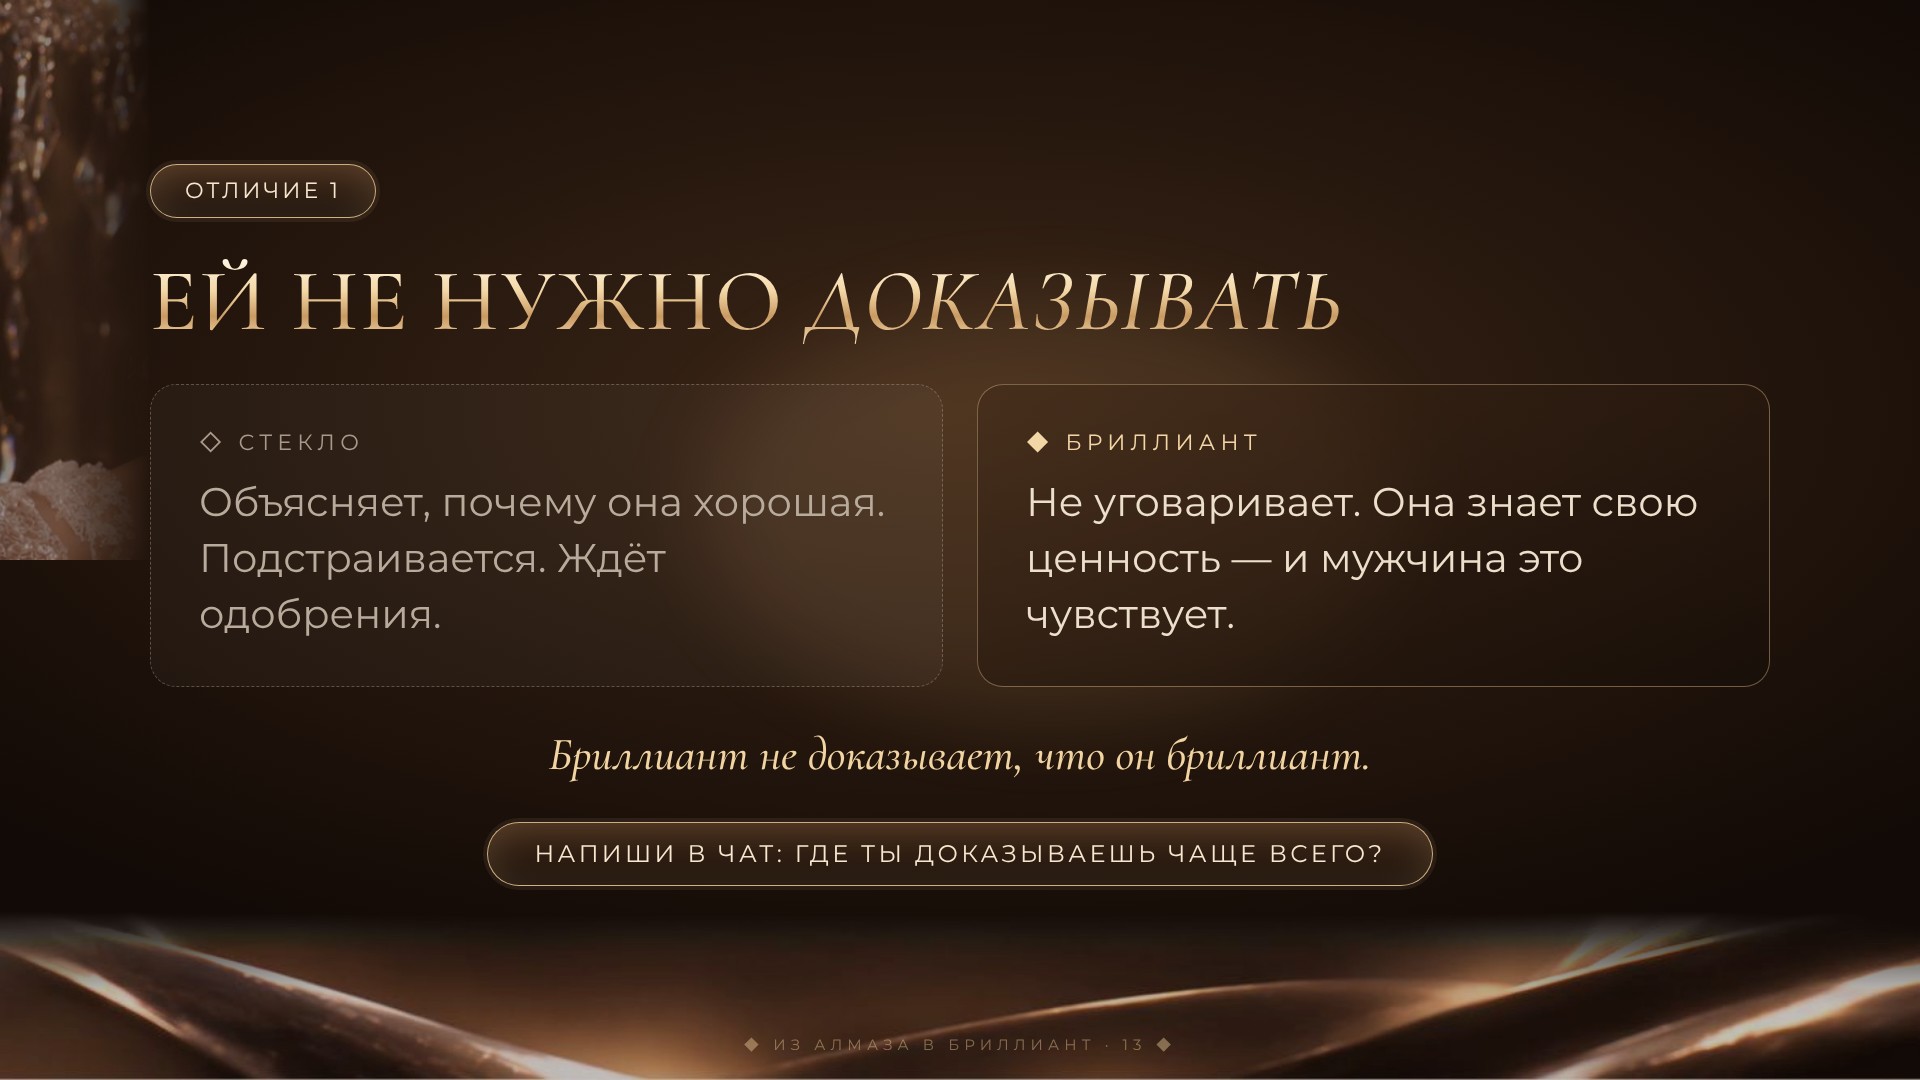 ОТЛИЧИЕ 1
ЕЙ НЕ НУЖНО ДОКАЗЫВАТЬ
СТЕКЛО
Объясняет, почему она хорошая.
Подстраивается. Ждёт
одобрения.
БРИЛЛИАНТ
Не уговаривает. Она знает свою
ценность — и мужчина это
чувствует.
Бриллиант не доказывает, что он бриллиант.
НАПИШИ В ЧАТ: ГДЕ ТЫ ДОКАЗЫВАЕШЬ ЧАЩЕ ВСЕГО?
ИЗ АЛМАЗА В БРИЛЛИАНТ · 13